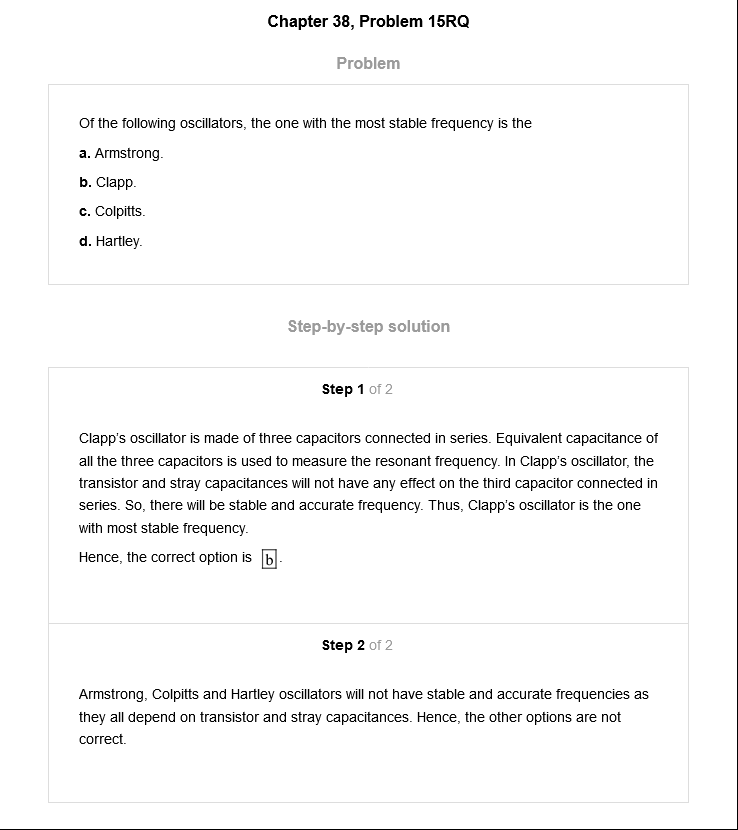 Chapter 38, Problem 15RQ
Problem
Of the following oscillators, the one with the most stable frequency is the
a. Armstrong.
b. Clapp.
c. Colpitts.
d. Hartley.
Step-by-step solution
Step 1 of 2
Clapp's oscillator is made of three capacitors connected in series. Equivalent capacitance of
all the three capacitors is used to measure the resonant frequency. In Clapp's oscillator, the
transistor and stray capacitances will not have any effect on the third capacitor connected in
series. So, there will be stable and accurate frequency. Thus, Clapp's oscillator is the one
with most stable frequency.
Hence, the correct option is b.
Step 2 of 2
Armstrong, Colpitts and Hartley oscillators will not have stable and accurate frequencies as
they all depend on transistor and stray capacitances. Hence, the other options are not
correct.